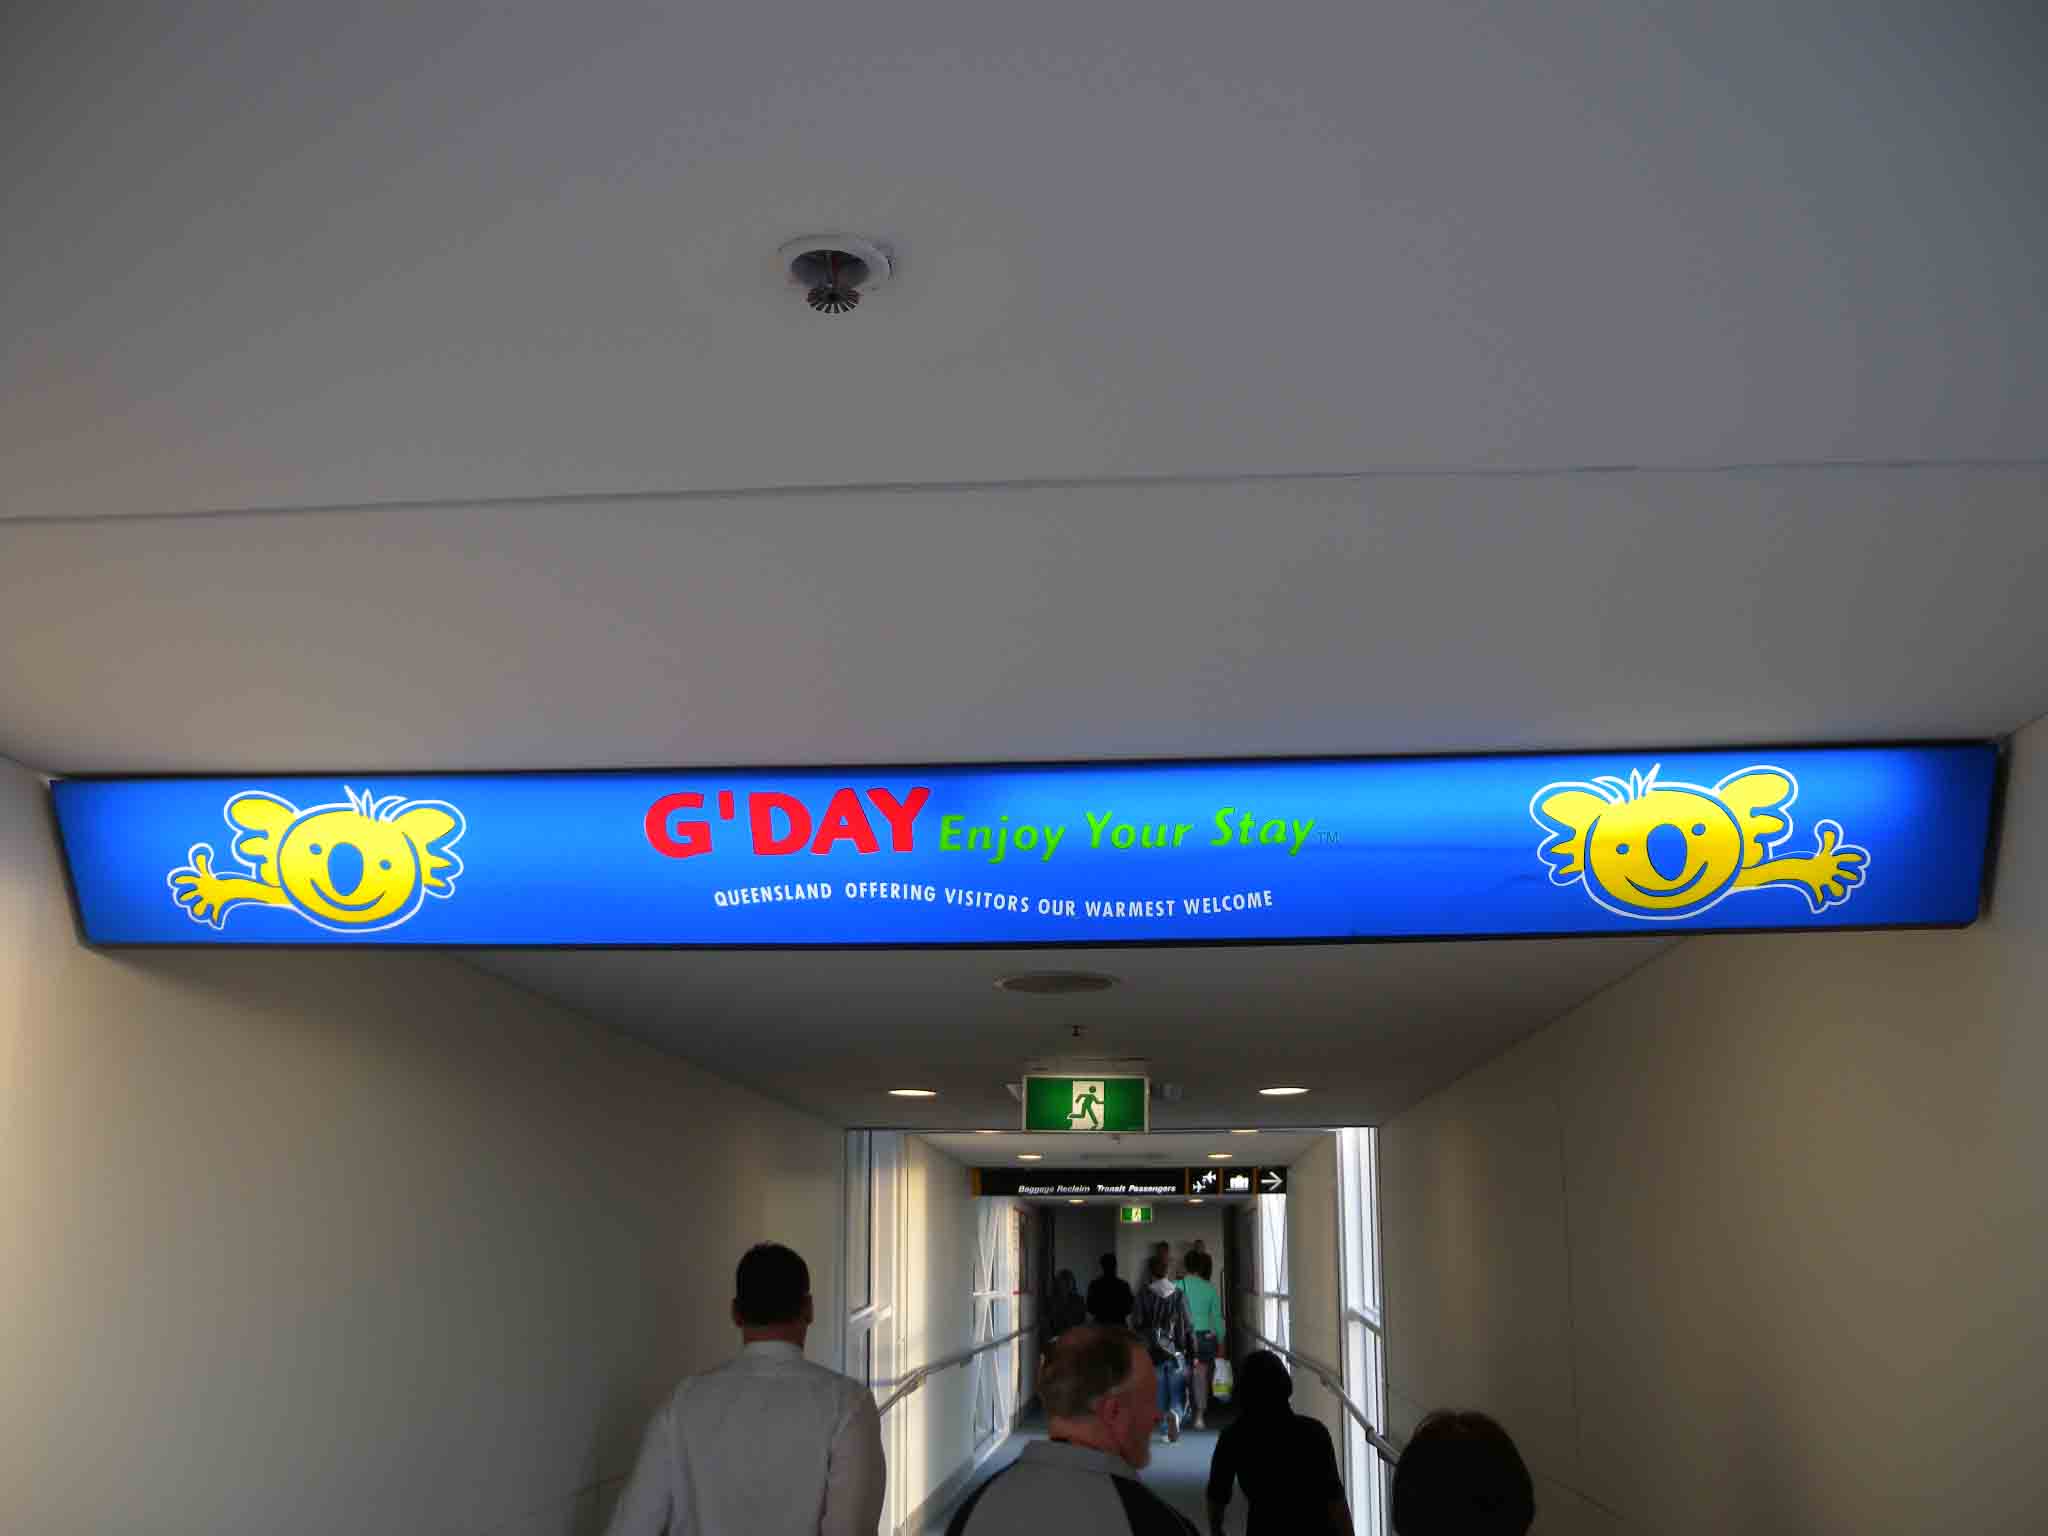 G'DAY Enjoy Your Stay TM
QUEENSLAND OFFERING VISITORS OUR WARMEST WELCOME
Baggage Reclaim Transit Passengers